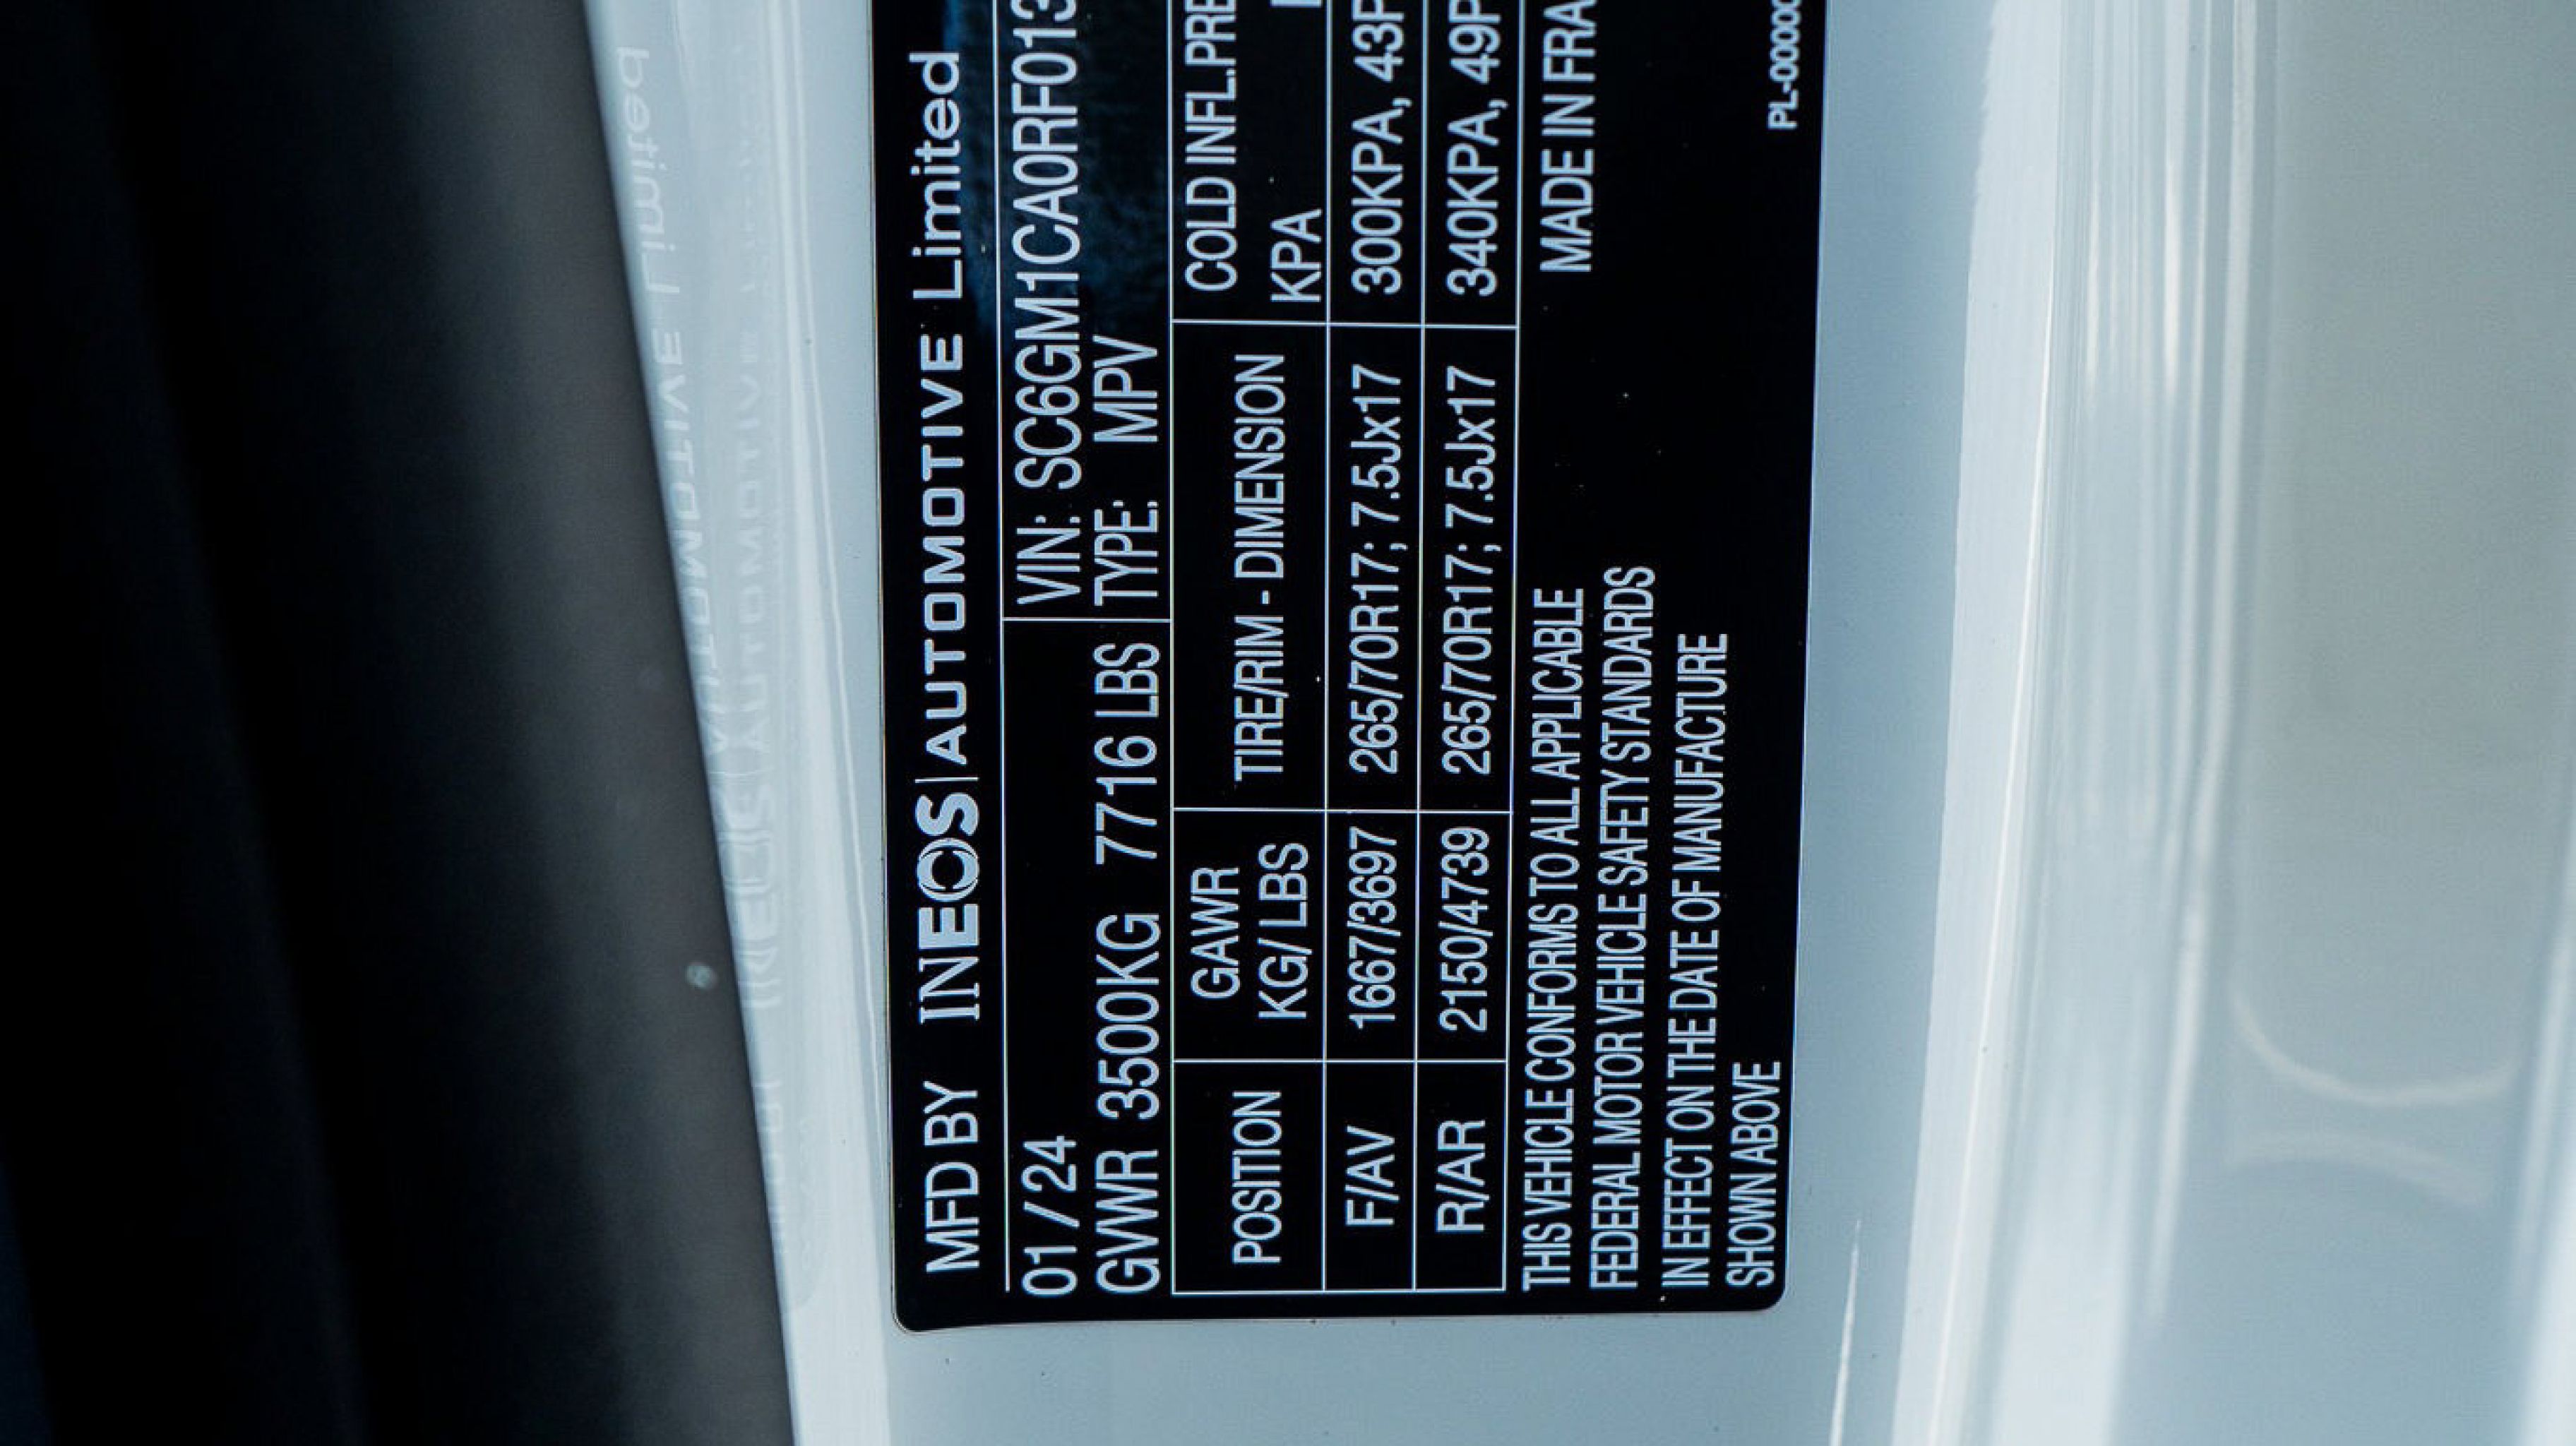 MFD BY INEOS | AUTOMOTIVE Limited
01 / 24 VIN: SC6GM1CA0RF013
GVWR 3500KG 7716 LBS TYPE: MPV
POSITION GAWR KG/ LBS TIRE/RIM - DIMENSION COLD INFL.PRE KPA
F/AV 1667/3697 265/70R17; 7.5Jx17 300KPA, 43P
R/AR 2150/4739 265/70R17; 7.5Jx17 340KPA, 49P
THIS VEHICLE CONFORMS TO ALL APPLICABLE MADE IN FRA
FEDERAL MOTOR VEHICLE SAFETY STANDARDS
IN EFFECT ON THE DATE OF MANUFACTURE
SHOWN ABOVE
PL-00000